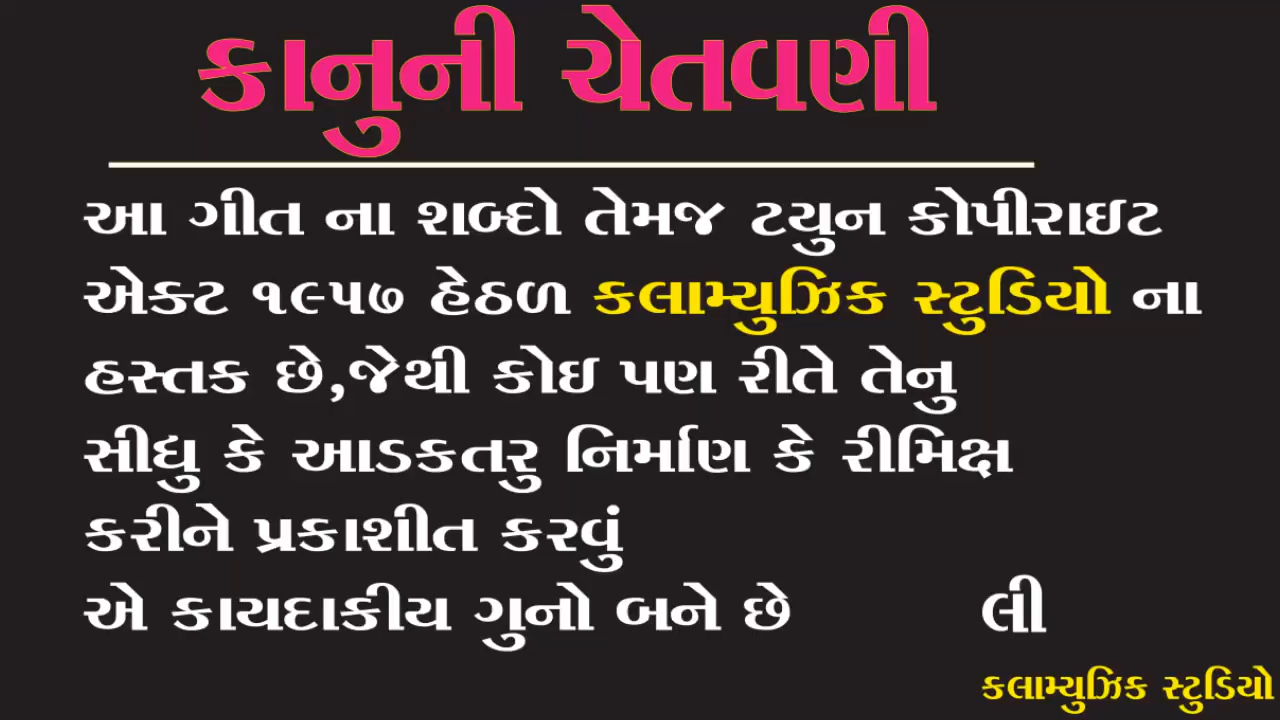 કાનુની ચેતવણી
આ ગીત ના શબ્દો તેમજ ટયુન કોપીરાઇટ
એક્ટ ૧૯૫૭ હેઠળ કલામ્યુઝિક સ્ટુડિયો ના
હસ્તક છે,જેથી કોઇ પણ રીતે તેનુ
સીધુ કે આડકતરુ નિર્માણ કે રીમિક્ષ
કરીને પ્રકાશીત કરવું
એ કાયદાકીય ગુનો બને છે લી
કલામ્યુઝિક સ્ટુડિયો